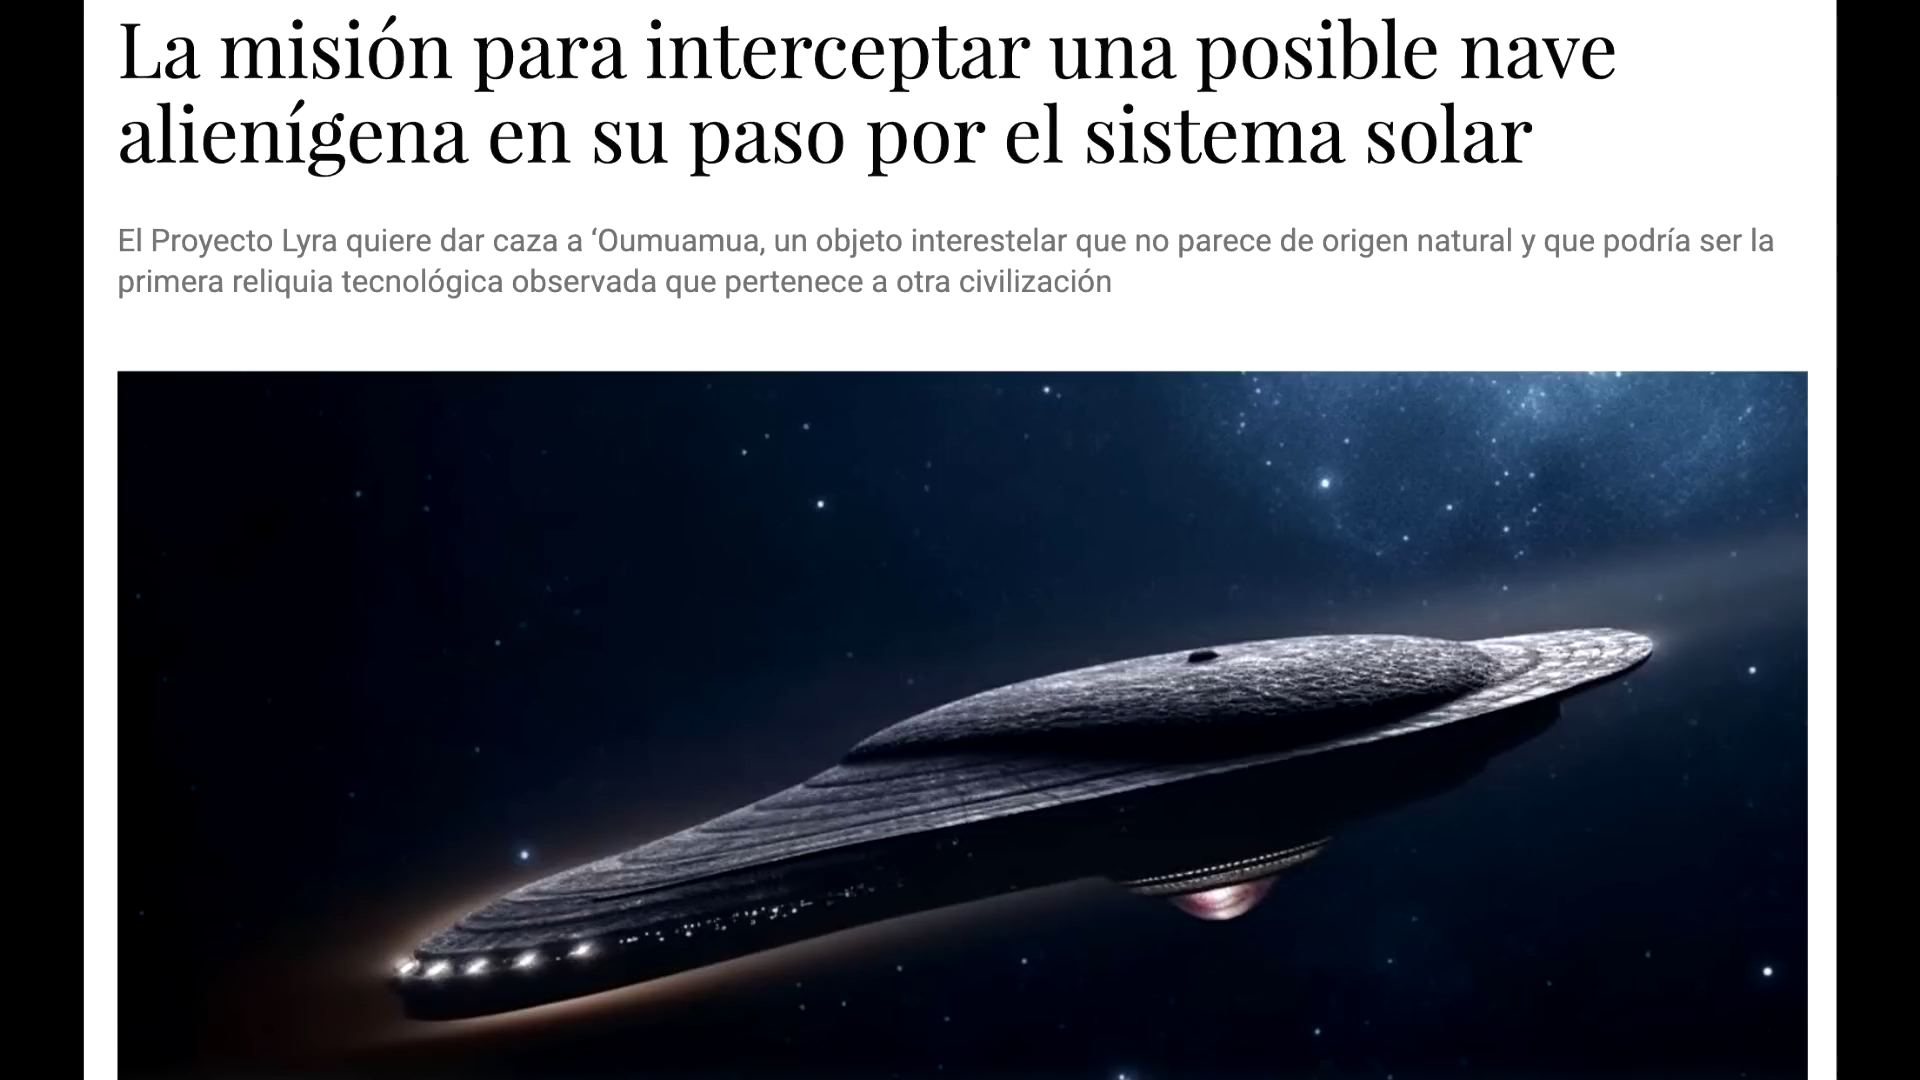 La misión para interceptar una posible nave
alienígena en su paso por el sistema solar
El Proyecto Lyra quiere dar caza a ‘Oumuamua, un objeto interestelar que no parece de origen natural y que podría ser la
primera reliquia tecnológica observada que pertenece a otra civilización